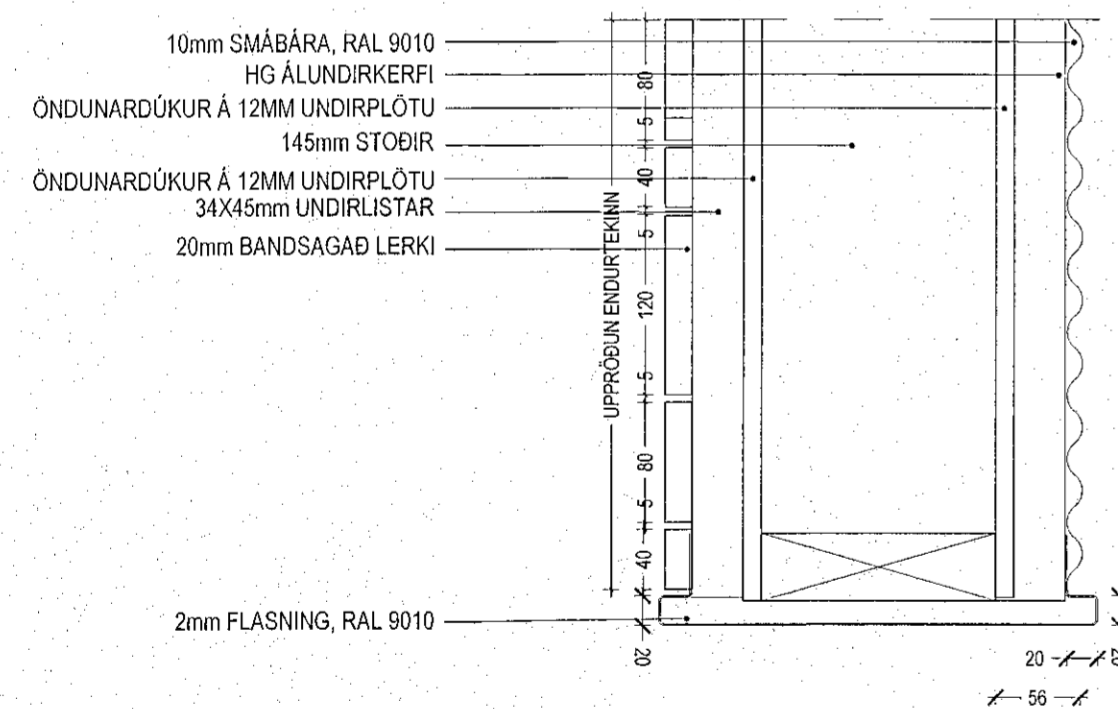 10mm SMÁBÁRA, RAL 9010
HG ÁLUNDIRKERFI
ÖNDUNARDÚKUR Á 12MM UNDIRPLÖTU
145mm STOÐIR
ÖNDUNARDÚKUR Á 12MM UNDIRPLÖTU
34X45mm UNDIRLISTAR
20mm BANDSAGAÐ LERKI
2mm FLASNING, RAL 9010
UPPRÖÐUN ENDURTEKINN
80
5
40
5
120
5
80
5
40
20
20
56